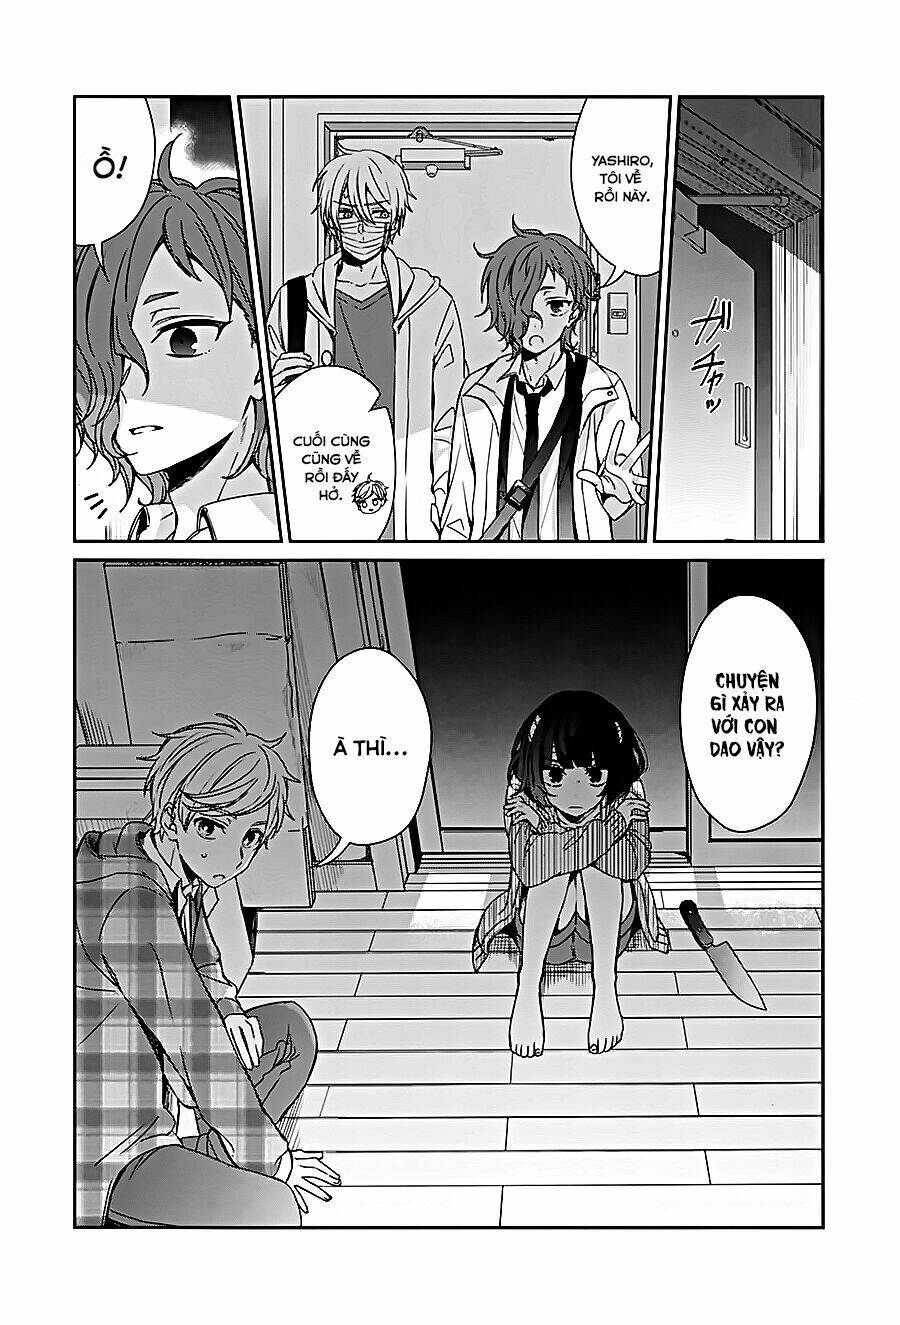 ガチャッ
YASHIRO,
TÔI VỀ
RỒI NÀY.
CUỐI CÙNG
CŨNG VỀ
RỒI ĐẤY
HỞ.
Ồ!
CHUYỆN
GÌ XẢY RA
VỚI CON
DAO VẬY?
À THÌ...